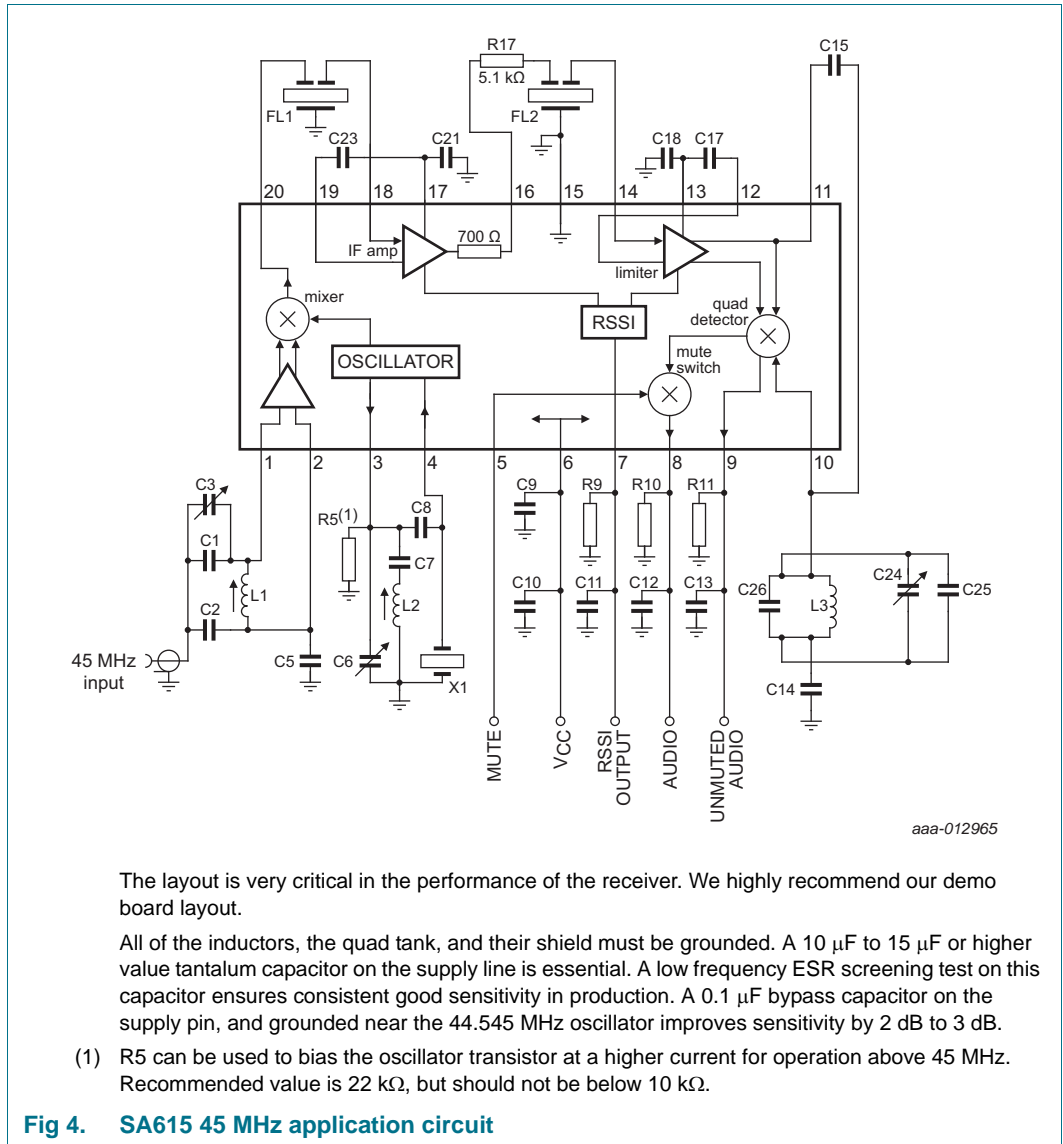 R17
C15
5.1 kΩ
FL1
FL2
C23
C21
C18
C17
20
19
18
17
16
15
14
13
12
11
700 Ω
IF amp
limiter
mixer
quad
detector
RSSI
mute
switch
OSCILLATOR
1
2
3
4
5
6
7
8
9
10
C3
C9
R9
R10
R11
R5(1)
C8
C1
C7
C24
L1
C26
C25
C2
L2
C10
C11
C12
C13
L3
45 MHz
input
C5
C6
X1
C14
MUTE
VCC
RSSI
OUTPUT
AUDIO
UNMUTED
AUDIO
aaa-012965
The layout is very critical in the performance of the receiver. We highly recommend our demo
board layout.
All of the inductors, the quad tank, and their shield must be grounded. A 10 μF to 15 μF or higher
value tantalum capacitor on the supply line is essential. A low frequency ESR screening test on this
capacitor ensures consistent good sensitivity in production. A 0.1 μF bypass capacitor on the
supply pin, and grounded near the 44.545 MHz oscillator improves sensitivity by 2 dB to 3 dB.
(1) R5 can be used to bias the oscillator transistor at a higher current for operation above 45 MHz.
Recommended value is 22 kΩ, but should not be below 10 kΩ.
Fig 4. SA615 45 MHz application circuit